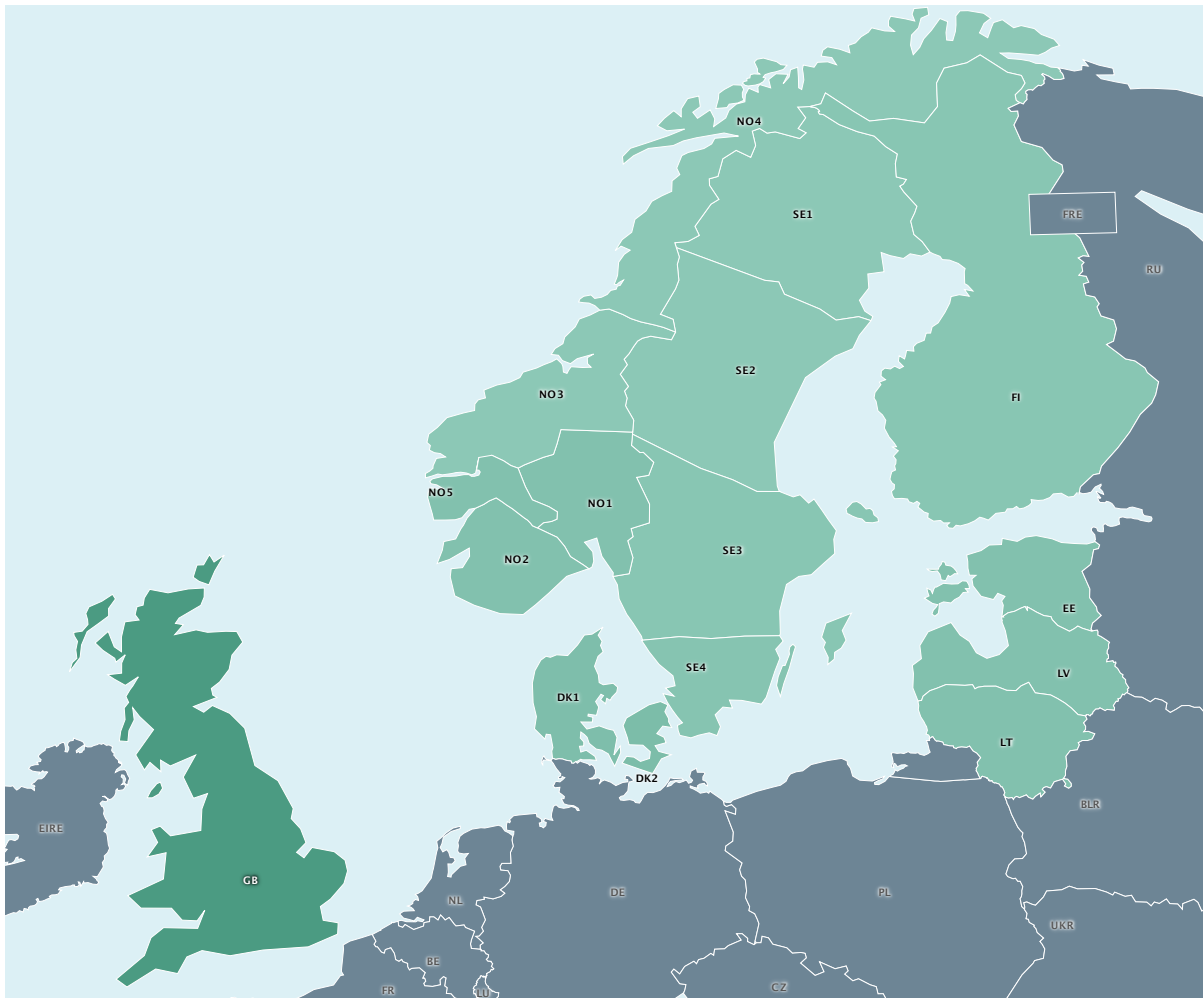 NO4
SE1
FRE
RU
SE2
NO3
FI
NO5
NO1
NO2
SE3
EE
SE4
LV
DK1
LT
DK2
BLR
EIRE
GB
DE
PL
NL
UKR
BE
CZ
FR
LU